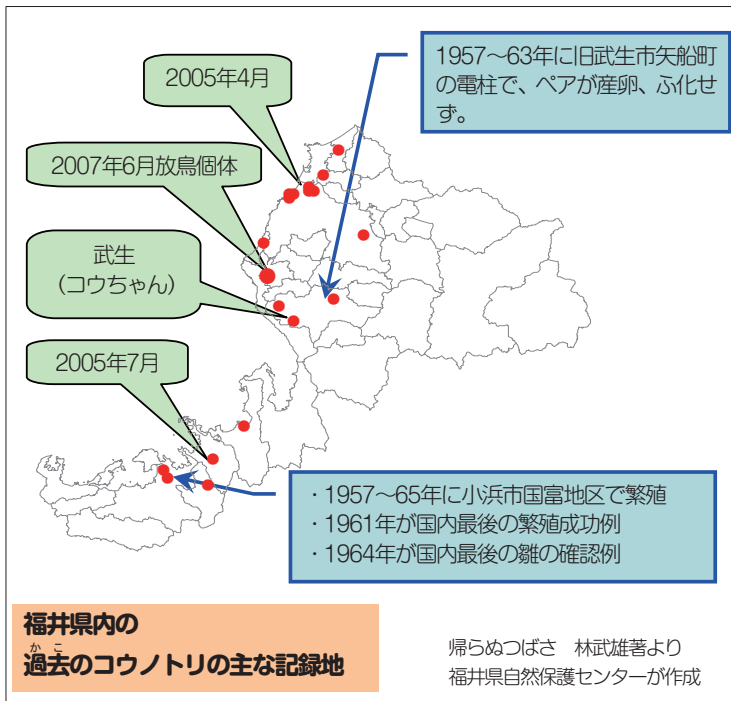 1957～63年に旧武生市矢船町
の電柱で、ペアが産卵、ふ化せ
ず。
2005年4月
2007年6月放鳥個体
武生
（コウちゃん）
2005年7月
・1957～65年に小浜市国富地区で繁殖
・1961年が国内最後の繁殖成功例
・1964年が国内最後の雛の確認例
福井県内の
かこ
過去のコウノトリの主な記録地
帰らぬつばさ　林武雄著より
福井県自然保護センターが作成